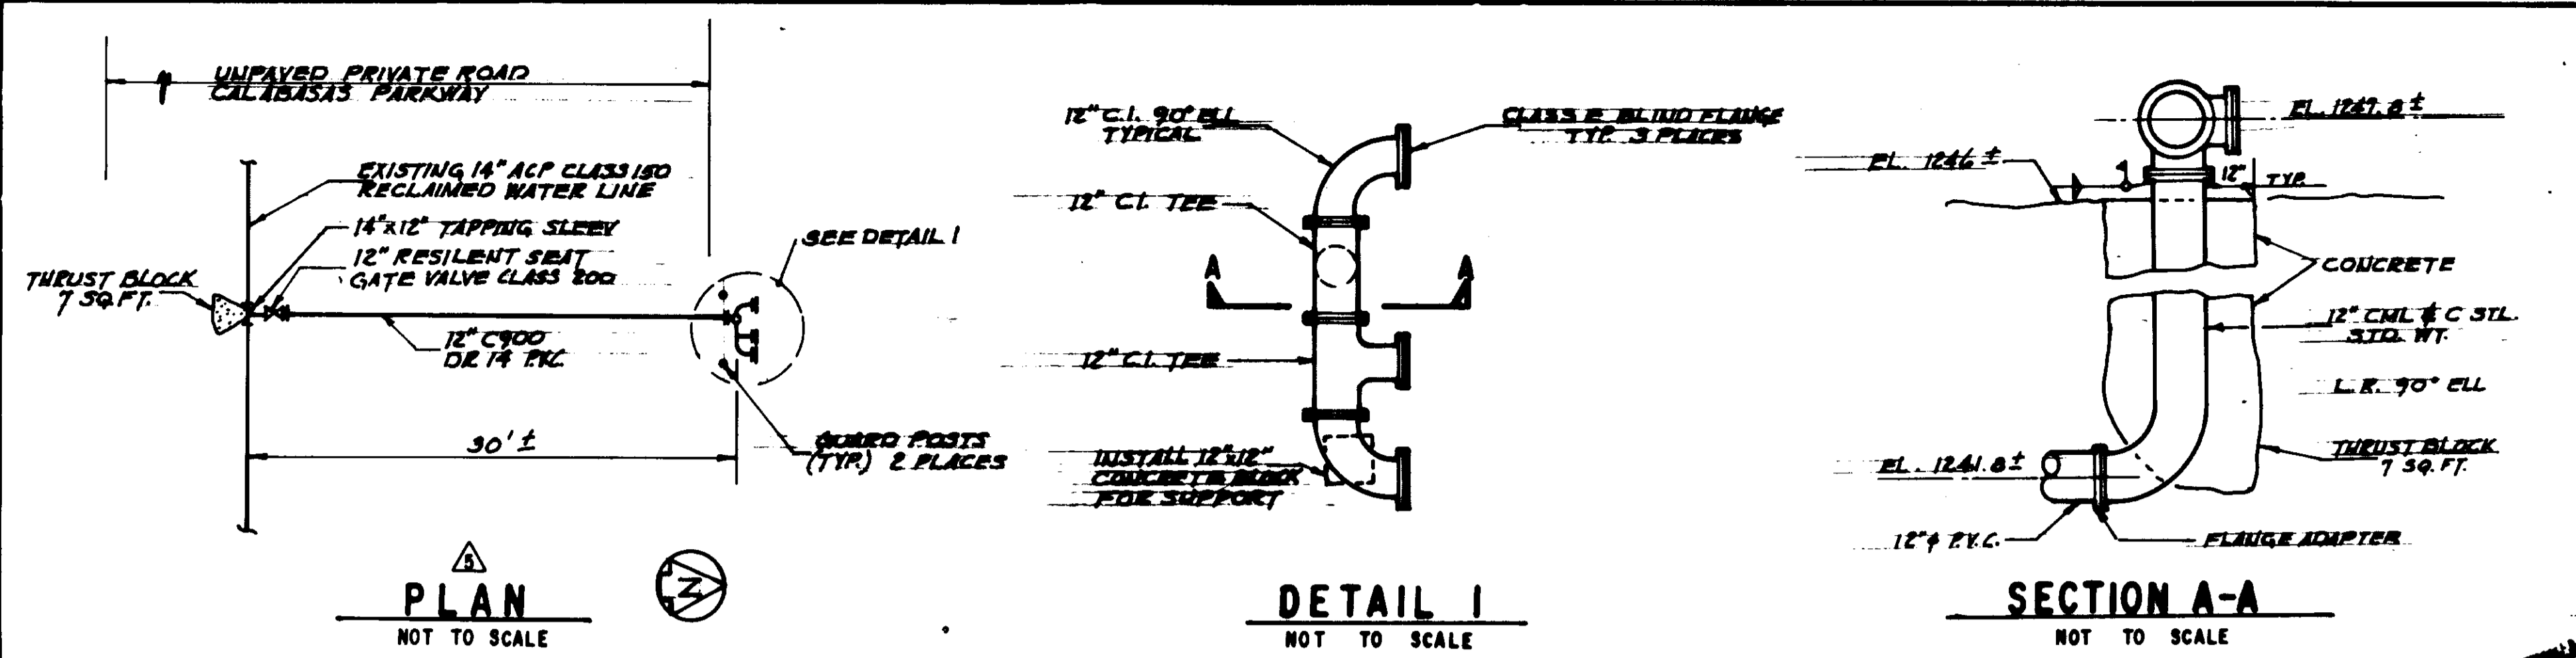 UNPAVED PRIVATE ROAD
CALABASAS PARKWAY
EXISTING 14" ACP CLASS 150
RECLAIMED WATER LINE
14"x12" TAPPING SLEEV
12" RESILENT SEAT
GATE VALVE CLASS 200
THRUST BLOCK
7 SQ. FT.
SEE DETAIL 1
12" C900
DR 14 P.V.C.
30' ±
GUARD POSTS
(TYP.) 2 PLACES
5
PLAN
NOT TO SCALE
N
12" C.I. 90° ELL
TYPICAL
CLASS E BLIND FLANGE
TYP. 3 PLACES
12" C.I. TEE
A
A
12" C.I. TEE
INSTALL 12"x12"
CONCRETE BLOCK
FOR SUPPORT
DETAIL 1
NOT TO SCALE
EL. 1247.8 ±
EL. 1246 ±
12" TYP.
CONCRETE
12" CML & C STL.
STD. WT.
L.R. 90° ELL
THRUST BLOCK
7 SQ. FT.
EL. 1241.8 ±
12"φ P.V.C.
FLANGE ADAPTER
SECTION A-A
NOT TO SCALE